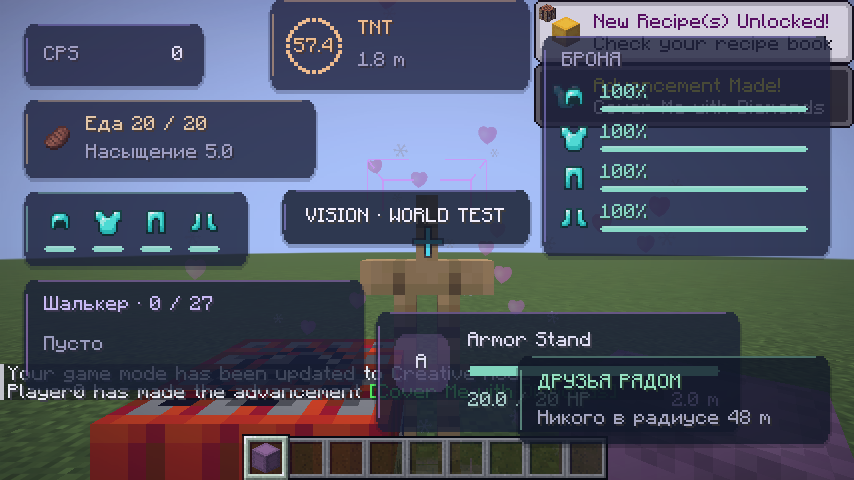 CPS 0
57.4
TNT
1.8 m
New Recipe(s) Unlocked!
Check your recipe book
БРОНЯ
Advancement Made!
Cover Me with Diamonds
100%
100%
100%
100%
Еда 20 / 20
Насыщение 5.0
VISION · WORLD TEST
Шалькер · 0 / 27
Пусто
Your game mode has been updated to Creative Mode
Player0 has made the advancement [Cover Me with
A
Armor Stand
20.0 / 20 HP
2.0 m
ДРУЗЬЯ РЯДОМ
Никого в радиусе 48 m